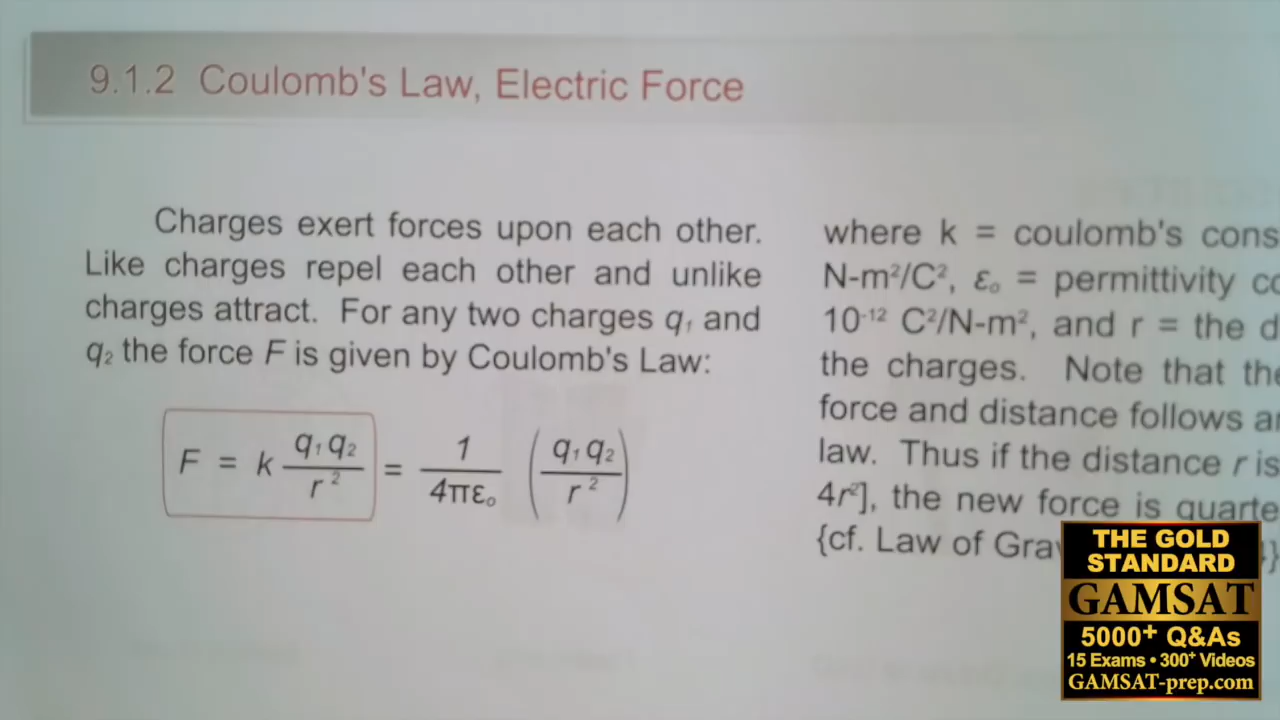 9.1.2 Coulomb's Law, Electric Force
Charges exert forces upon each other.
Like charges repel each other and unlike
charges attract. For any two charges q₁ and
q₂ the force F is given by Coulomb's Law:
F = k q₁q₂ / r² = 1 / 4πε₀ (q₁q₂ / r²)
where k = coulomb's cons
N-m²/C², ε₀ = permittivity co
10⁻¹² C²/N-m², and r = the d
the charges. Note that the
force and distance follows a
law. Thus if the distance r is
4r²], the new force is quarte
{cf. Law of Gra }
THE GOLD
STANDARD
GAMSAT
5000⁺ Q&As
15 Exams • 300⁺ Videos
GAMSAT-prep.com